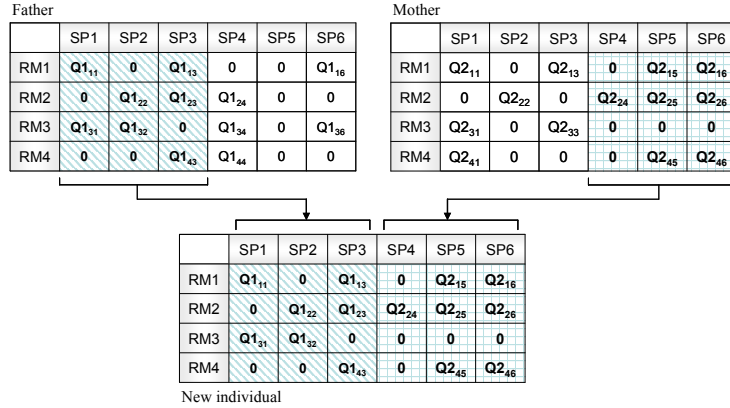 Father
SP1 SP2 SP3 SP4 SP5 SP6
RM1 Q1₁₁ 0 Q1₁₃ 0 0 Q1₁₆
RM2 0 Q1₂₂ Q1₂₃ Q1₂₄ 0 0
RM3 Q1₃₁ Q1₃₂ 0 Q1₃₄ 0 Q1₃₆
RM4 0 0 Q1₄₃ Q1₄₄ 0 0
Mother
SP1 SP2 SP3 SP4 SP5 SP6
RM1 Q2₁₁ 0 Q2₁₃ 0 Q2₁₅ Q2₁₆
RM2 0 Q2₂₂ 0 Q2₂₄ Q2₂₅ Q2₂₆
RM3 Q2₃₁ 0 Q2₃₃ 0 0 0
RM4 Q2₄₁ 0 0 0 Q2₄₅ Q2₄₆
SP1 SP2 SP3 SP4 SP5 SP6
RM1 Q1₁₁ 0 Q1₁₃ 0 Q2₁₅ Q2₁₆
RM2 0 Q1₂₂ Q1₂₃ Q2₂₄ Q2₂₅ Q2₂₆
RM3 Q1₃₁ Q1₃₂ 0 0 0 0
RM4 0 0 Q1₄₃ 0 Q2₄₅ Q2₄₆
New individual